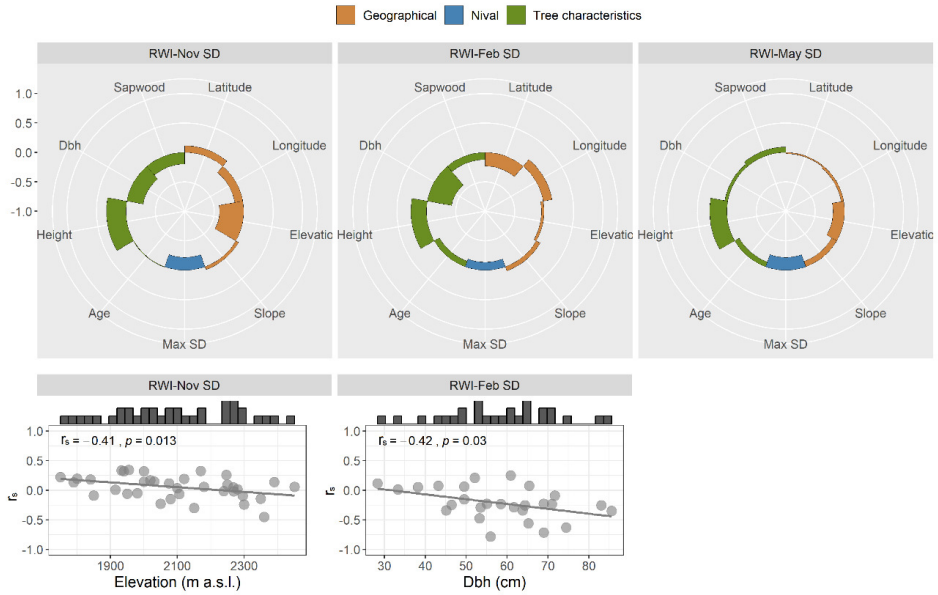 Geographical Nival Tree characteristics
RWI-Nov SD RWI-Feb SD RWI-May SD
Sapwood Latitude Sapwood Latitude Sapwood Latitude
1.0
0.5
Dbh Longitude Dbh Longitude Dbh Longitude
0.0
-0.5
-1.0
Height Elevatic Height Elevatic Height Elevatic
Age Slope Age Slope Age Slope
Max SD Max SD Max SD
RWI-Nov SD RWI-Feb SD
1.0 rs = −0.41 , p = 0.013 1.0 rs = −0.42 , p = 0.03
0.5 0.5
rs 0.0 rs 0.0
-0.5 -0.5
-1.0 -1.0
1900 2100 2300 30 40 50 60 70 80
Elevation (m a.s.l.) Dbh (cm)